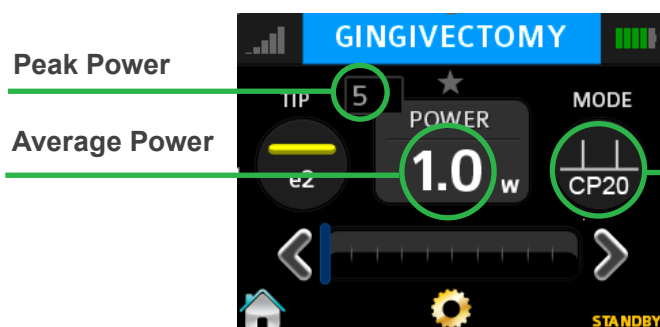 GINGIVECTOMY
Peak Power
TIP
5
POWER
MODE
Average Power
e2
1.0 w
CP20
STANDBY